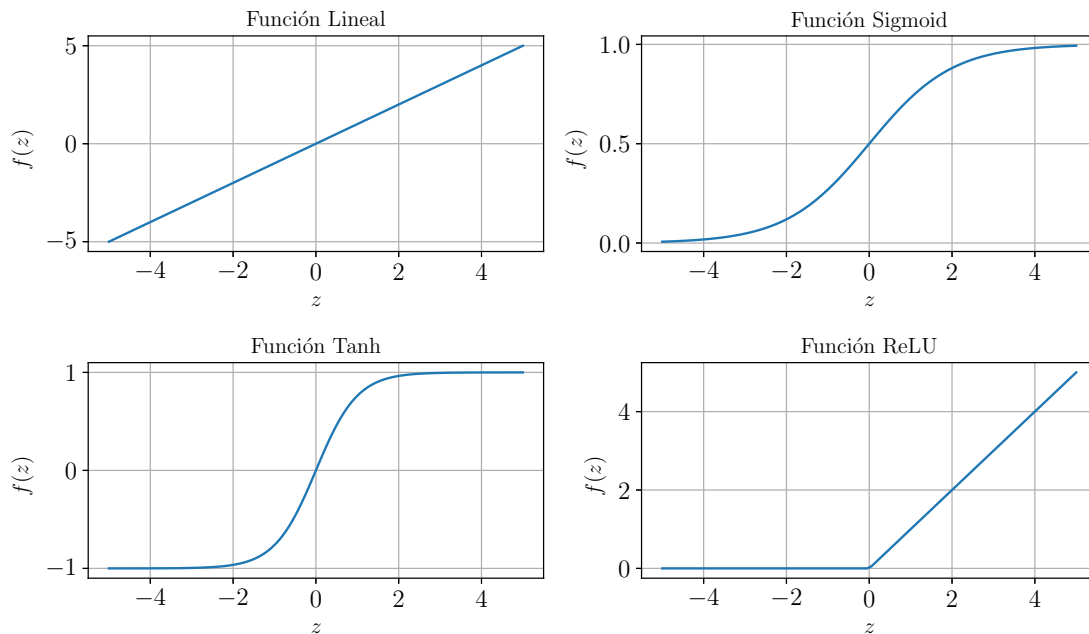 Función Lineal
5
0
−5
f(z)
−4 −2 0 2 4
z
Función Sigmoid
1.0
0.5
0.0
f(z)
−4 −2 0 2 4
z
Función Tanh
1
0
−1
f(z)
−4 −2 0 2 4
z
Función ReLU
4
2
0
f(z)
−4 −2 0 2 4
z